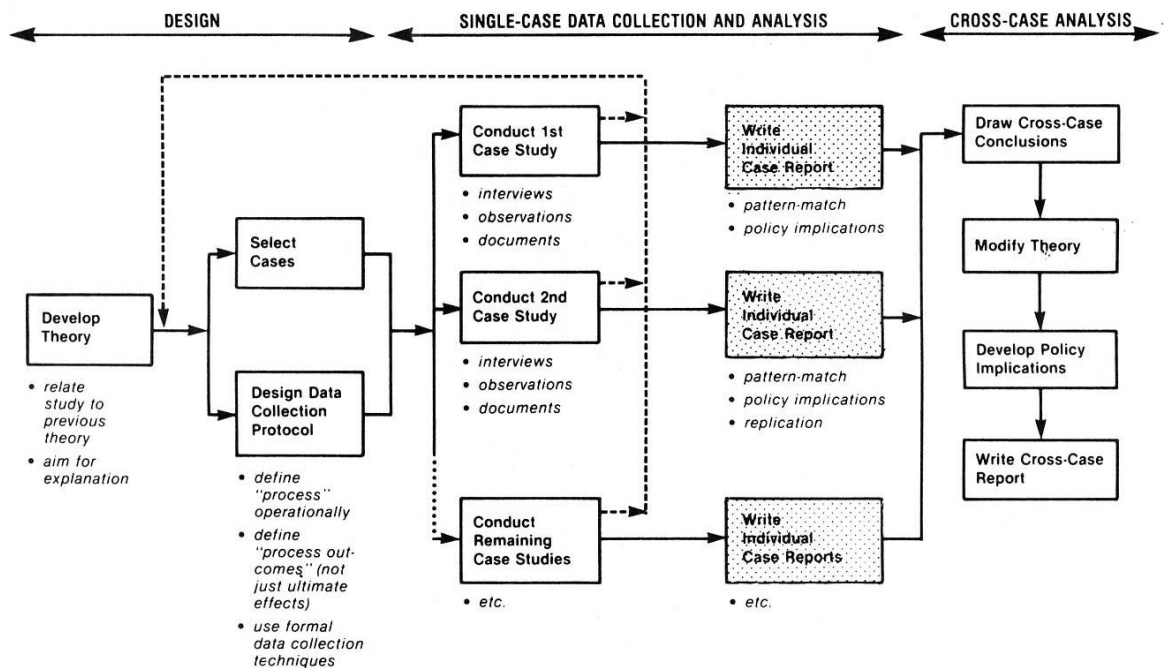 DESIGN
SINGLE-CASE DATA COLLECTION AND ANALYSIS
CROSS-CASE ANALYSIS
Develop
Theory
• relate
study to
previous
theory
• aim for
explanation
Select
Cases
Design Data
Collection
Protocol
• define
"process"
operationally
• define
"process out-
comes" (not
just ultimate
effects)
• use formal
data collection
techniques
Conduct 1st
Case Study
• interviews
• observations
• documents
Conduct 2nd
Case Study
• interviews
• observations
• documents
Conduct
Remaining
Case Studies
• etc.
Write
Individual
Case Report
• pattern-match
• policy implications
Write
Individual
Case Report
• pattern-match
• policy implications
• replication
Write
Individual
Case Reports
• etc.
Draw Cross-Case
Conclusions
Modify Theory
Develop Policy
Implications
Write Cross-Case
Report